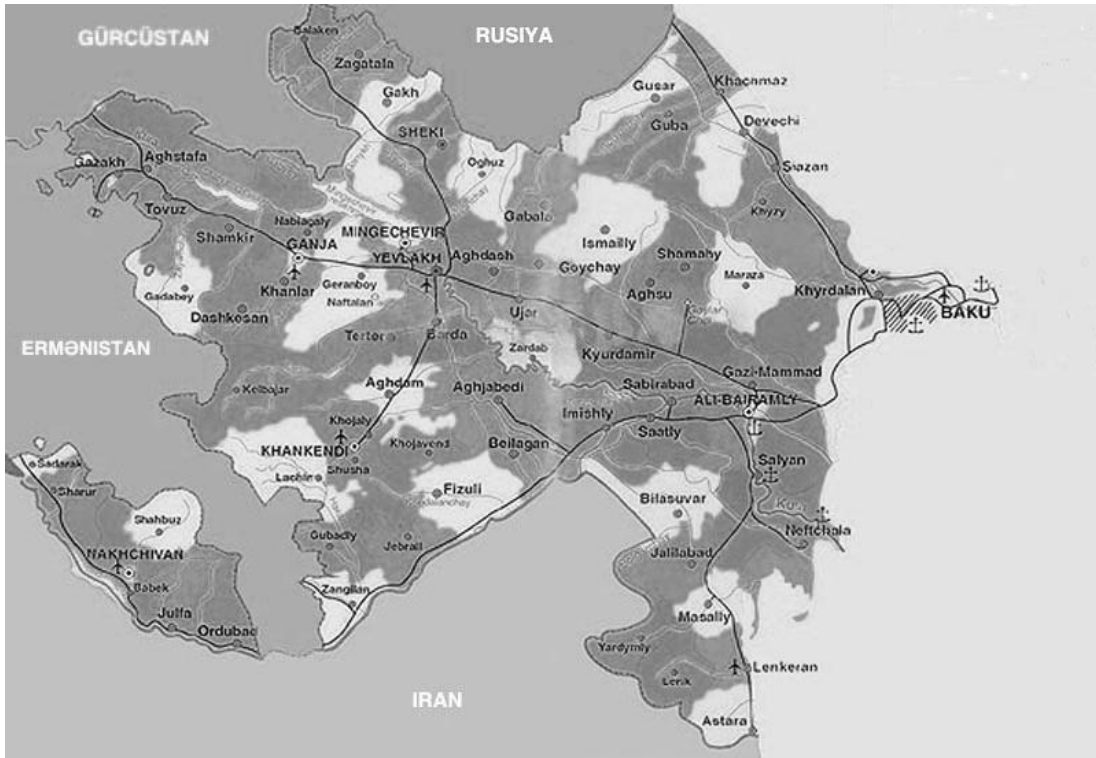 GÜRCÜSTAN
RUSIYA
Balaken
Zagatala
Gakh
Gusar
Khachmaz
Guba
Devechi
SHEKI
Oghuz
Gazakh
Aghstafa
Siazan
Tovuz
Khyzy
Gabala
Shamkir
Nabiagaly
MINGECHEVIR
Ismailly
GANJA
YEVLAKH
Aghdash
Goychay
Shamahy
Maraza
Gadabey
Khanlar
Geranboy
Naftalan
Aghsu
Khyrdalan
BAKU
Dashkesan
Ujar
Terter
Barda
Zardab
Kyurdamir
ERMƏNISTAN
Gazi-Mammad
Kelbajar
Aghdam
Aghjabedi
Sabirabad
ALI-BAIRAMLY
Imishly
Saatly
Khojaly
Khojavend
KHANKENDI
Shusha
Beilagan
Salyan
Sadarak
Lachin
Sharur
Fizuli
Bilasuvar
Shahbuz
Neftchala
Gubadly
Jebrail
Jalilabad
NAKHCHIVAN
Babek
Zangilan
Masally
Julfa
Ordubad
Yardymly
Lenkeran
Lerik
IRAN
Astara